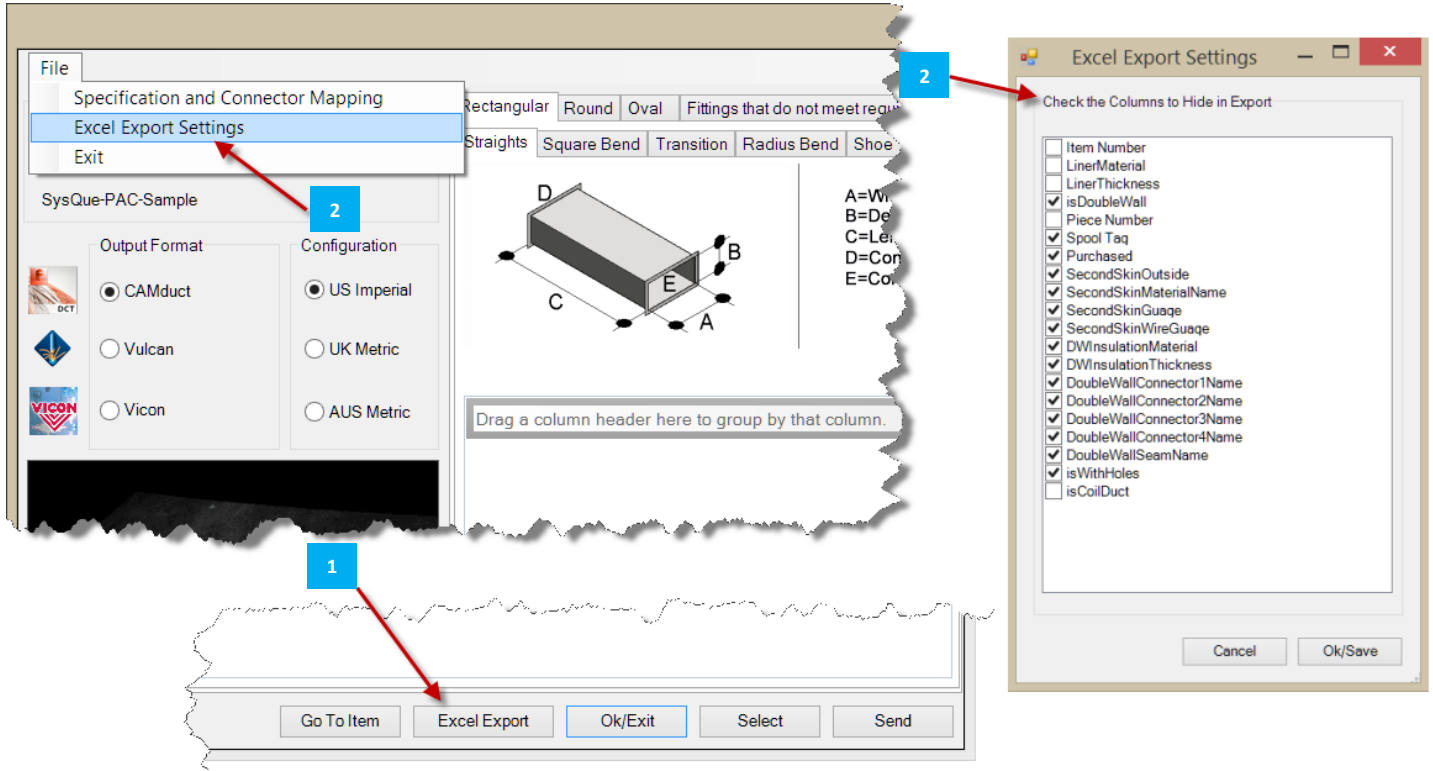 File
Specification and Connector Mapping
Excel Export Settings
Exit
SysQue-PAC-Sample
2
Output Format
CAMduct
Vulcan
Vicon
DCT
VICON
Configuration
US Imperial
UK Metric
AUS Metric
Rectangular Round Oval Fittings that do not meet requ
Straights Square Bend Transition Radius Bend Shoe
D
B
E
C
A
A=Wi
B=De
C=Len
D=Con
E=Con
Drag a column header here to group by that column.
1
Go To Item Excel Export Ok/Exit Select Send
2
Excel Export Settings
Check the Columns to Hide in Export
Item Number
LinerMaterial
LinerThickness
isDoubleWall
Piece Number
Spool Tag
Purchased
SecondSkinOutside
SecondSkinMaterialName
SecondSkinGuage
SecondSkinWireGuage
DWInsulationMaterial
DWInsulationThickness
DoubleWallConnector1Name
DoubleWallConnector2Name
DoubleWallConnector3Name
DoubleWallConnector4Name
DoubleWallSeamName
isWithHoles
isCoilDuct
Cancel Ok/Save